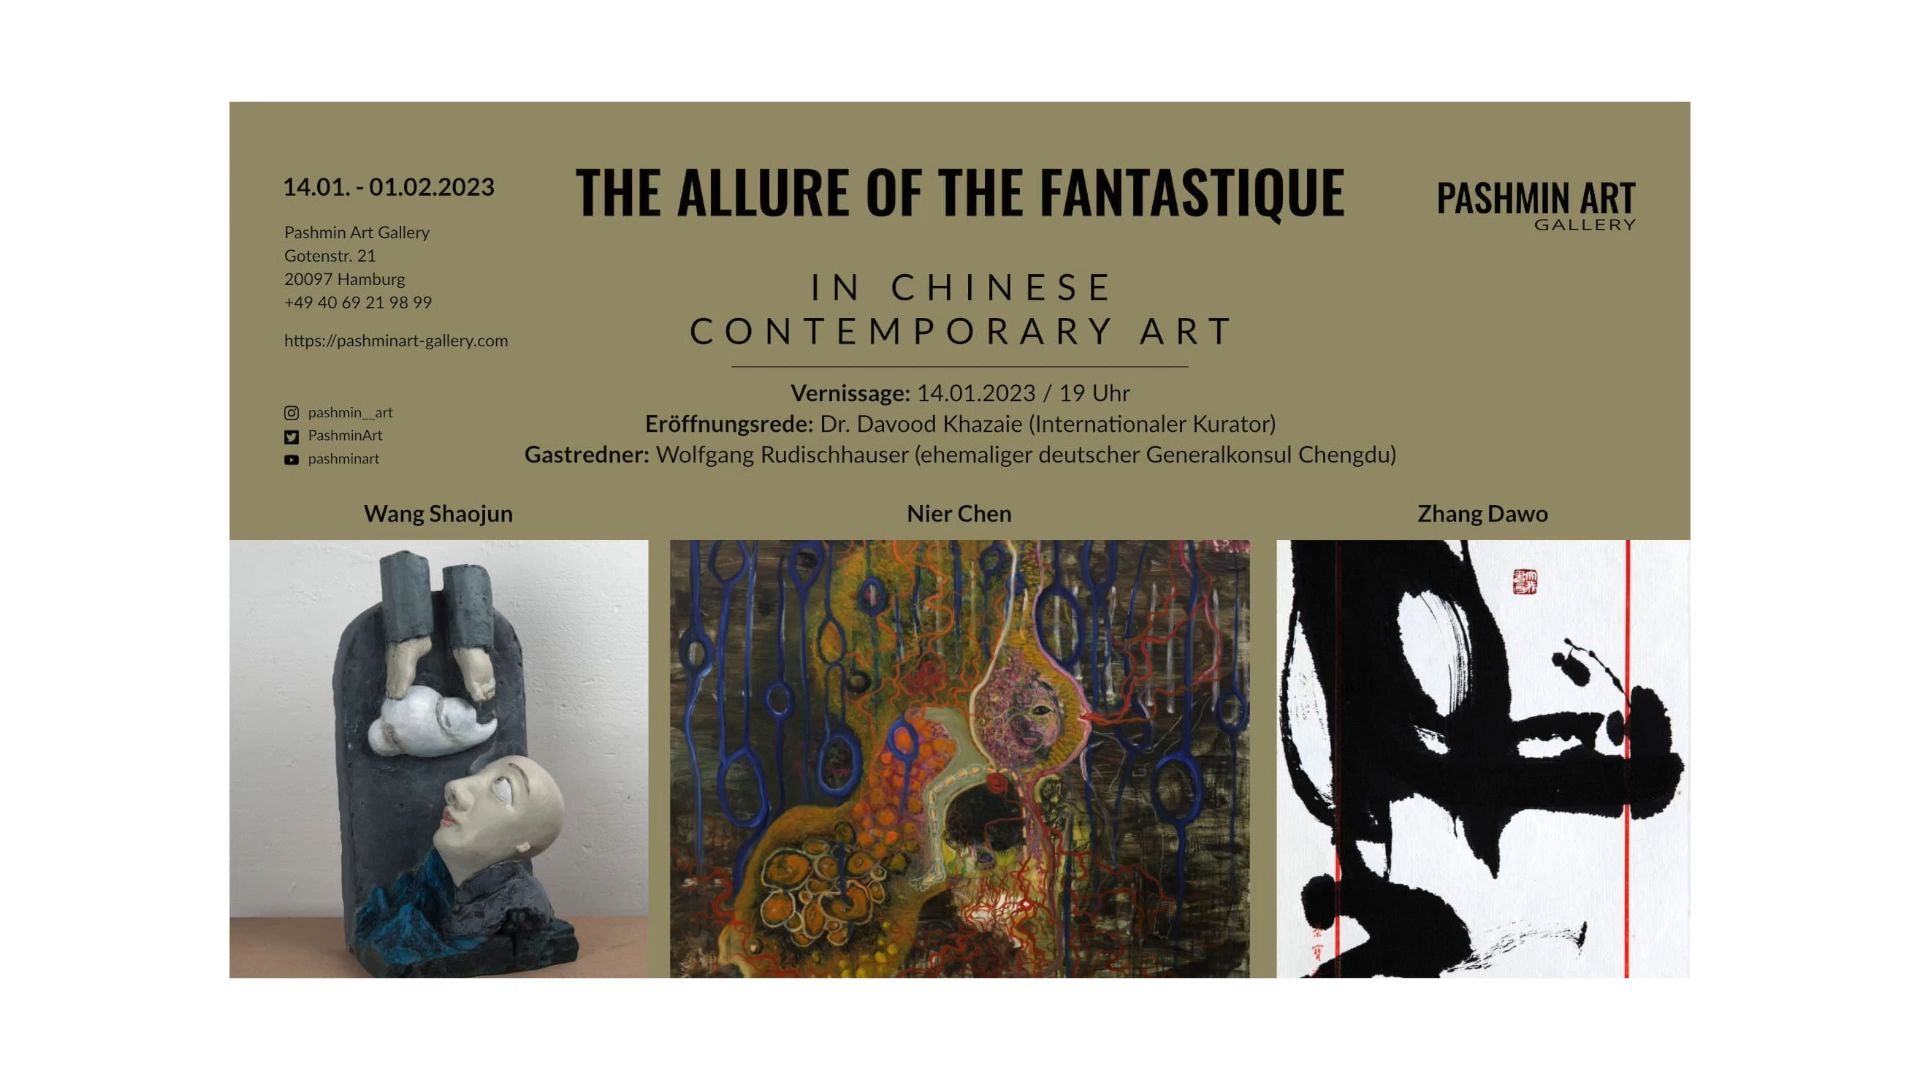 14.01. - 01.02.2023
Pashmin Art Gallery
Gotenstr. 21
20097 Hamburg
+49 40 69 21 98 99
https://pashminart-gallery.com
pashmin__art
PashminArt
pashminart
THE ALLURE OF THE FANTASTIQUE
IN CHINESE
CONTEMPORARY ART
Vernissage: 14.01.2023 / 19 Uhr
Eröffnungsrede: Dr. Davood Khazaie (Internationaler Kurator)
Gastredner: Wolfgang Rudischhauser (ehemaliger deutscher Generalkonsul Chengdu)
PASHMIN ART
GALLERY
Wang Shaojun
Nier Chen
Zhang Dawo